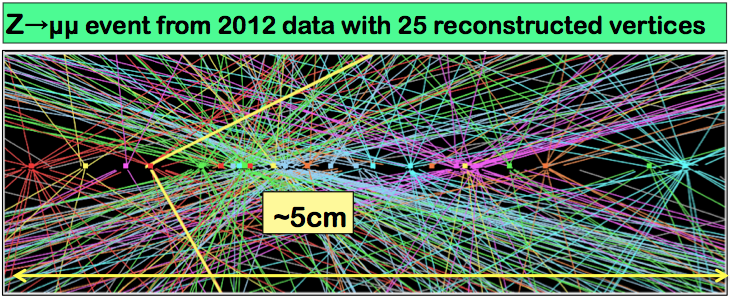 Z→μμ event from 2012 data with 25 reconstructed vertices
~5cm